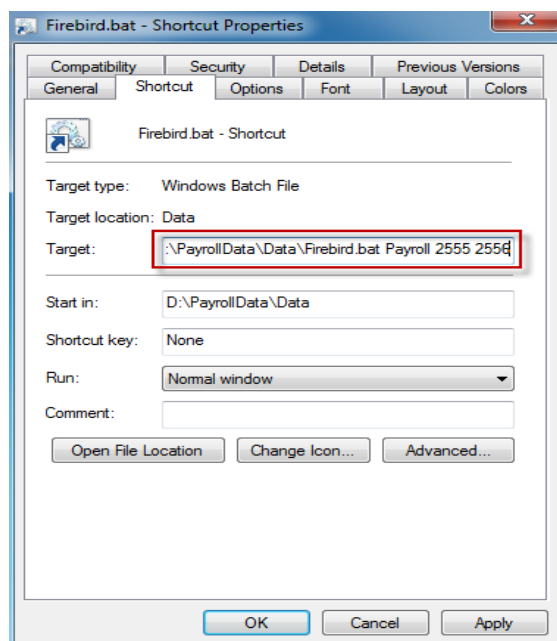 Firebird.bat - Shortcut Properties
Compatibility Security Details Previous Versions
General Shortcut Options Font Layout Colors
Firebird.bat - Shortcut
Target type: Windows Batch File
Target location: Data
Target: :\PayrollData\Data\Firebird.bat Payroll 2555 2556
Start in: D:\PayrollData\Data
Shortcut key: None
Run: Normal window
Comment:
Open File Location Change Icon... Advanced...
OK Cancel Apply